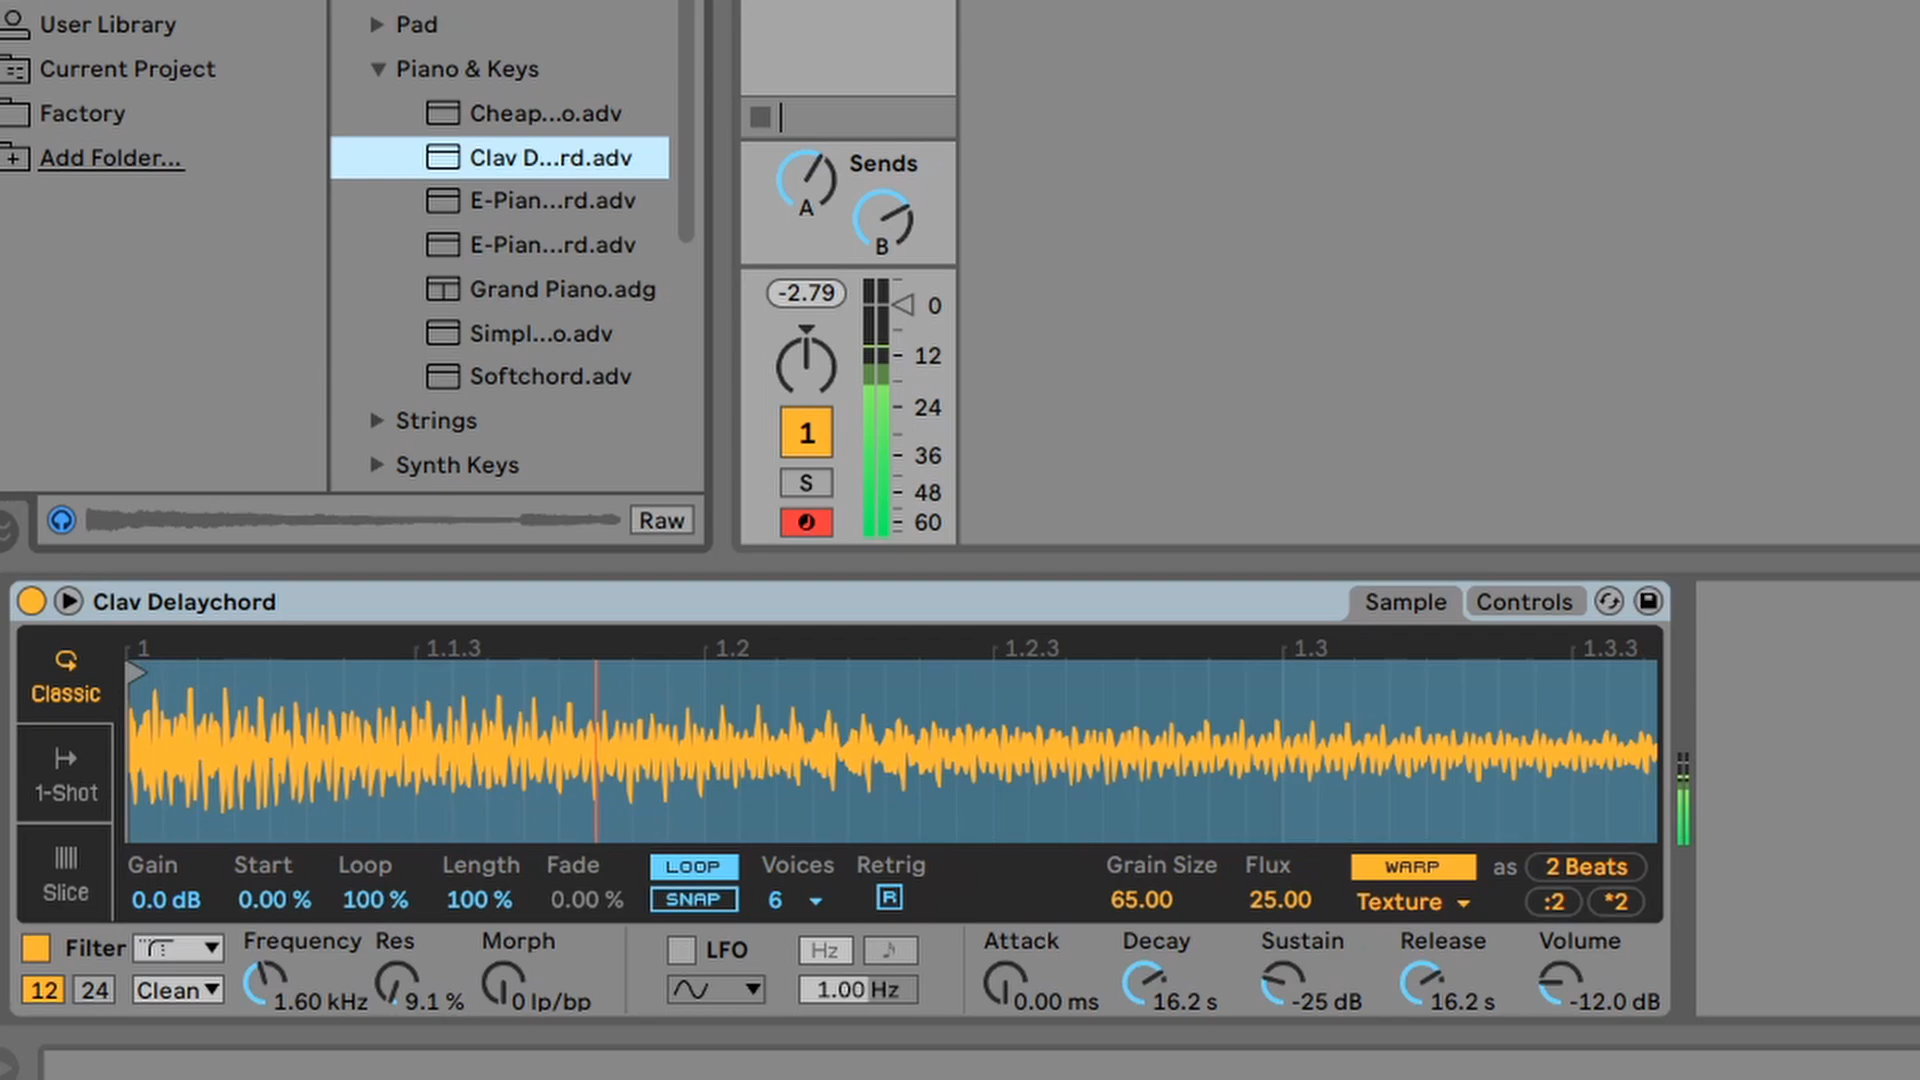 User Library
Current Project
Factory
Add Folder...
Pad
Piano & Keys
Cheap...o.adv
Clav D...rd.adv
E-Pian...rd.adv
E-Pian...rd.adv
Grand Piano.adg
Simpl...o.adv
Softchord.adv
Strings
Synth Keys
Raw
Sends
A
B
-2.79
0
12
24
36
48
60
1
S
Clav Delaychord
Sample
Controls
1 1.1.3 1.2 1.2.3 1.3 1.3.3
Classic
1-Shot
Slice
Gain Start Loop Length Fade LOOP Voices Retrig Grain Size Flux WARP as 2 Beats
0.0 dB 0.00 % 100 % 100 % 0.00 % SNAP 6 R 65.00 25.00 Texture :2 *2
Filter Frequency Res Morph LFO Hz Attack Decay Sustain Release Volume
12 24 Clean 1.60 kHz 9.1 % 0 lp/bp 1.00 Hz 0.00 ms 16.2 s -25 dB 16.2 s -12.0 dB